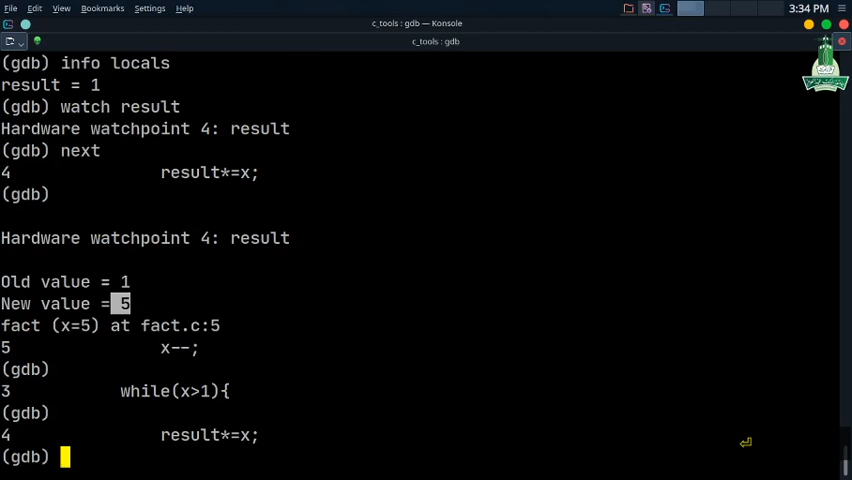 File Edit View Bookmarks Settings Help
3:34 PM
c_tools : gdb — Konsole
c_tools : gdb
(gdb) info locals
result = 1
(gdb) watch result
Hardware watchpoint 4: result
(gdb) next
4 result*=x;
(gdb)
Hardware watchpoint 4: result
Old value = 1
New value = 5
fact (x=5) at fact.c:5
5 x--;
(gdb)
3 while(x>1){
(gdb)
4 result*=x;
(gdb)